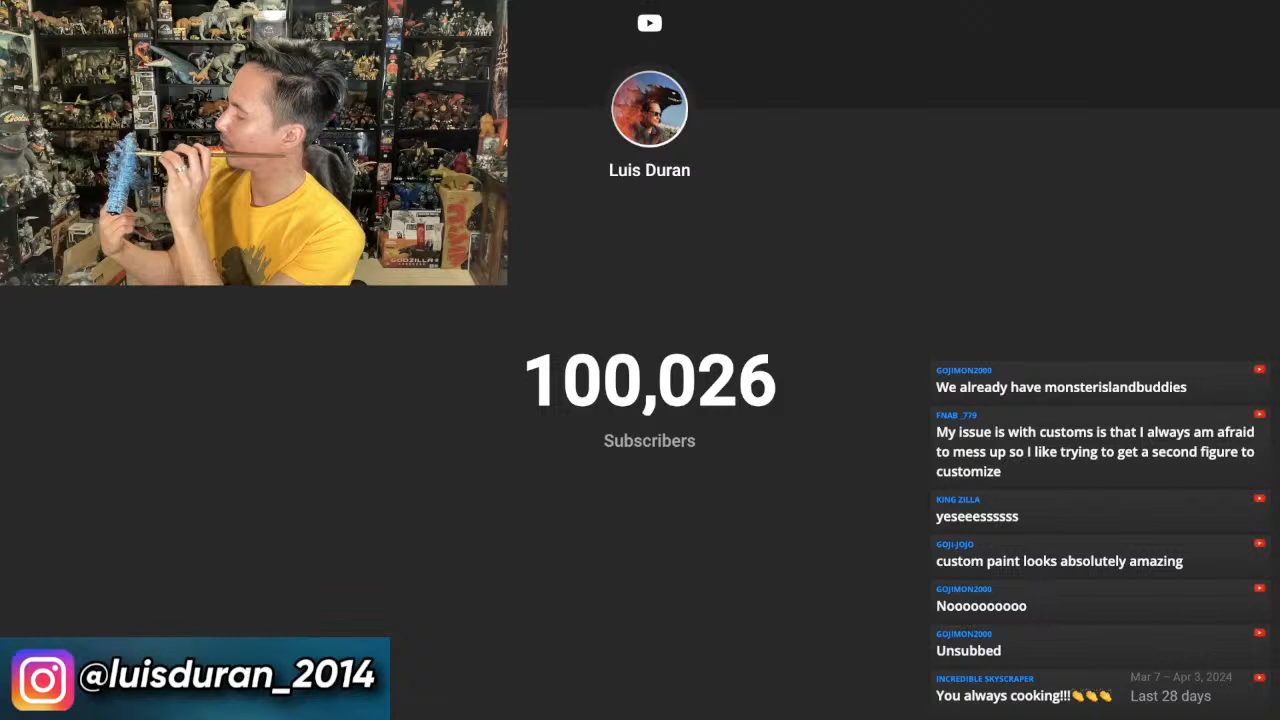 Luis Duran
GODZILLA
100,026
Subscribers
GOJIMON2000
We already have monsterislandbuddies
FNAB_779
My issue is with customs is that I always am afraid
to mess up so I like trying to get a second figure to
customize
KING ZILLA
yeseeessssss
GOJI-JOJO
custom paint looks absolutely amazing
GOJIMON2000
Noooooooooo
GOJIMON2000
Unsubbed
INCREDIBLE SKYSCRAPER
You always cooking!!!👏👏👏
Mar 7 – Apr 3, 2024
Last 28 days
@luisduran_2014